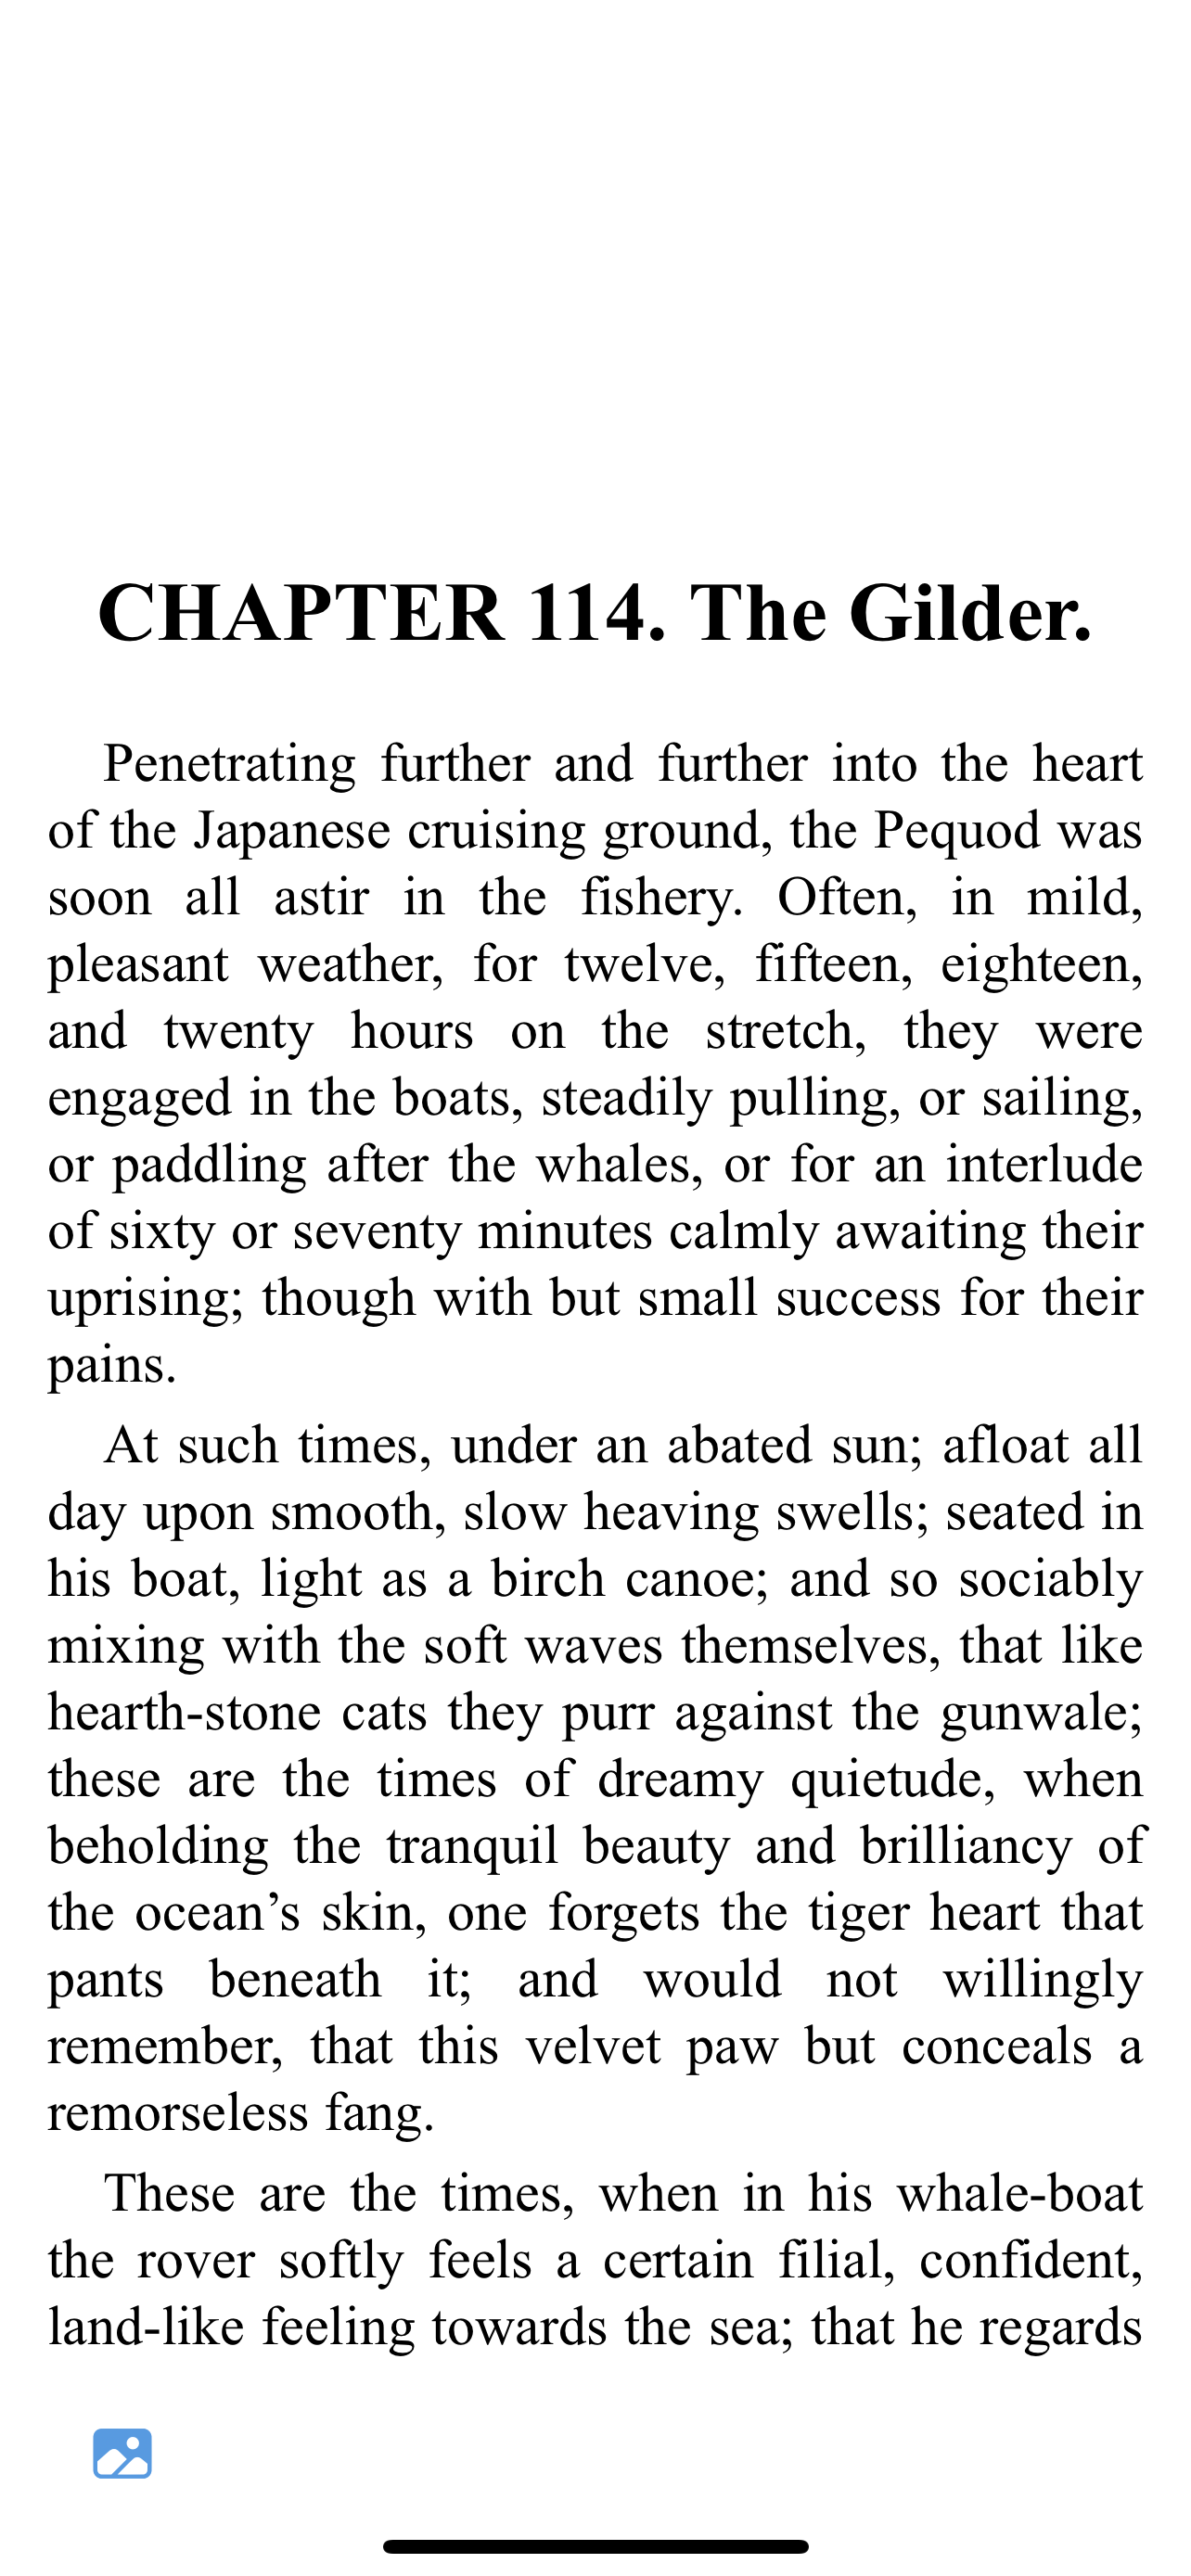 CHAPTER 114. The Gilder.
Penetrating further and further into the heart
of the Japanese cruising ground, the Pequod was
soon all astir in the fishery. Often, in mild,
pleasant weather, for twelve, fifteen, eighteen,
and twenty hours on the stretch, they were
engaged in the boats, steadily pulling, or sailing,
or paddling after the whales, or for an interlude
of sixty or seventy minutes calmly awaiting their
uprising; though with but small success for their
pains.
At such times, under an abated sun; afloat all
day upon smooth, slow heaving swells; seated in
his boat, light as a birch canoe; and so sociably
mixing with the soft waves themselves, that like
hearth-stone cats they purr against the gunwale;
these are the times of dreamy quietude, when
beholding the tranquil beauty and brilliancy of
the ocean’s skin, one forgets the tiger heart that
pants beneath it; and would not willingly
remember, that this velvet paw but conceals a
remorseless fang.
These are the times, when in his whale-boat
the rover softly feels a certain filial, confident,
land-like feeling towards the sea; that he regards